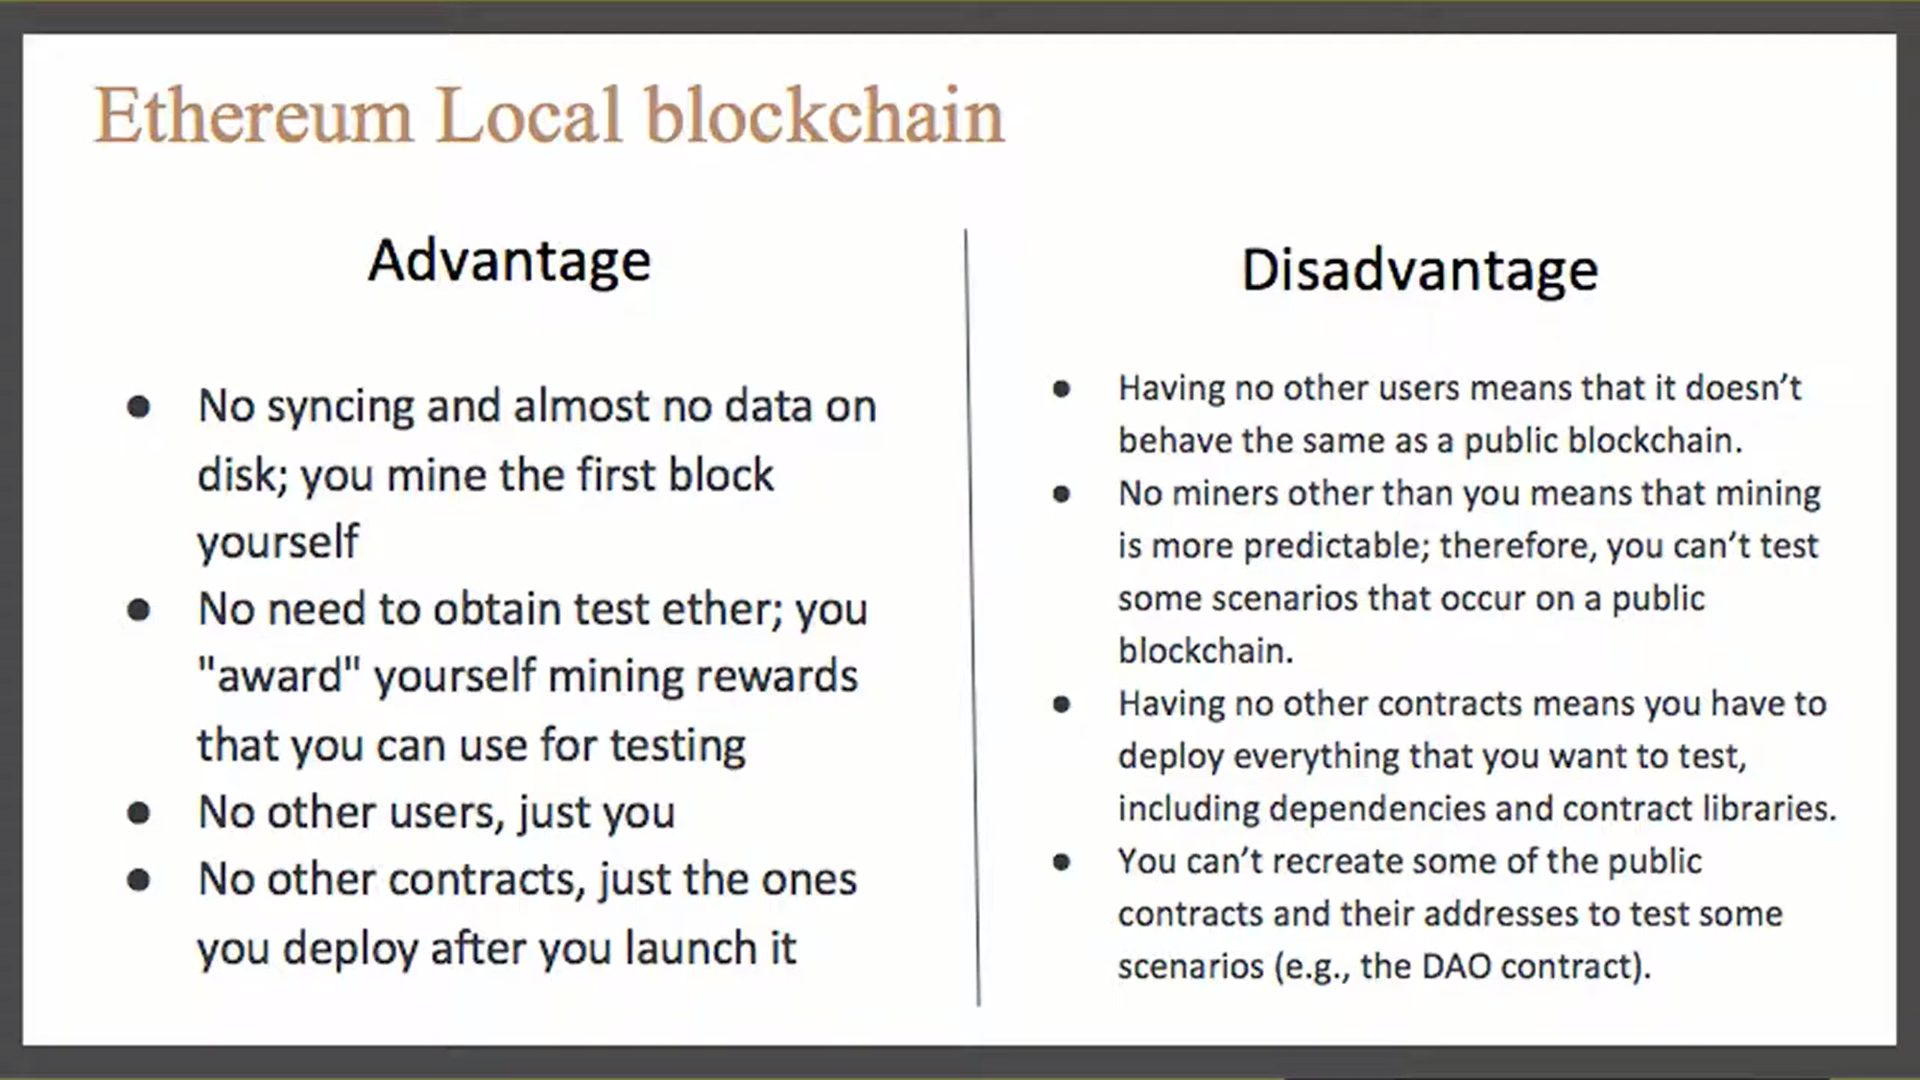 Ethereum Local blockchain
Advantage
● No syncing and almost no data on
disk; you mine the first block
yourself
● No need to obtain test ether; you
"award" yourself mining rewards
that you can use for testing
● No other users, just you
● No other contracts, just the ones
you deploy after you launch it
Disadvantage
● Having no other users means that it doesn’t
behave the same as a public blockchain.
● No miners other than you means that mining
is more predictable; therefore, you can’t test
some scenarios that occur on a public
blockchain.
● Having no other contracts means you have to
deploy everything that you want to test,
including dependencies and contract libraries.
● You can’t recreate some of the public
contracts and their addresses to test some
scenarios (e.g., the DAO contract).